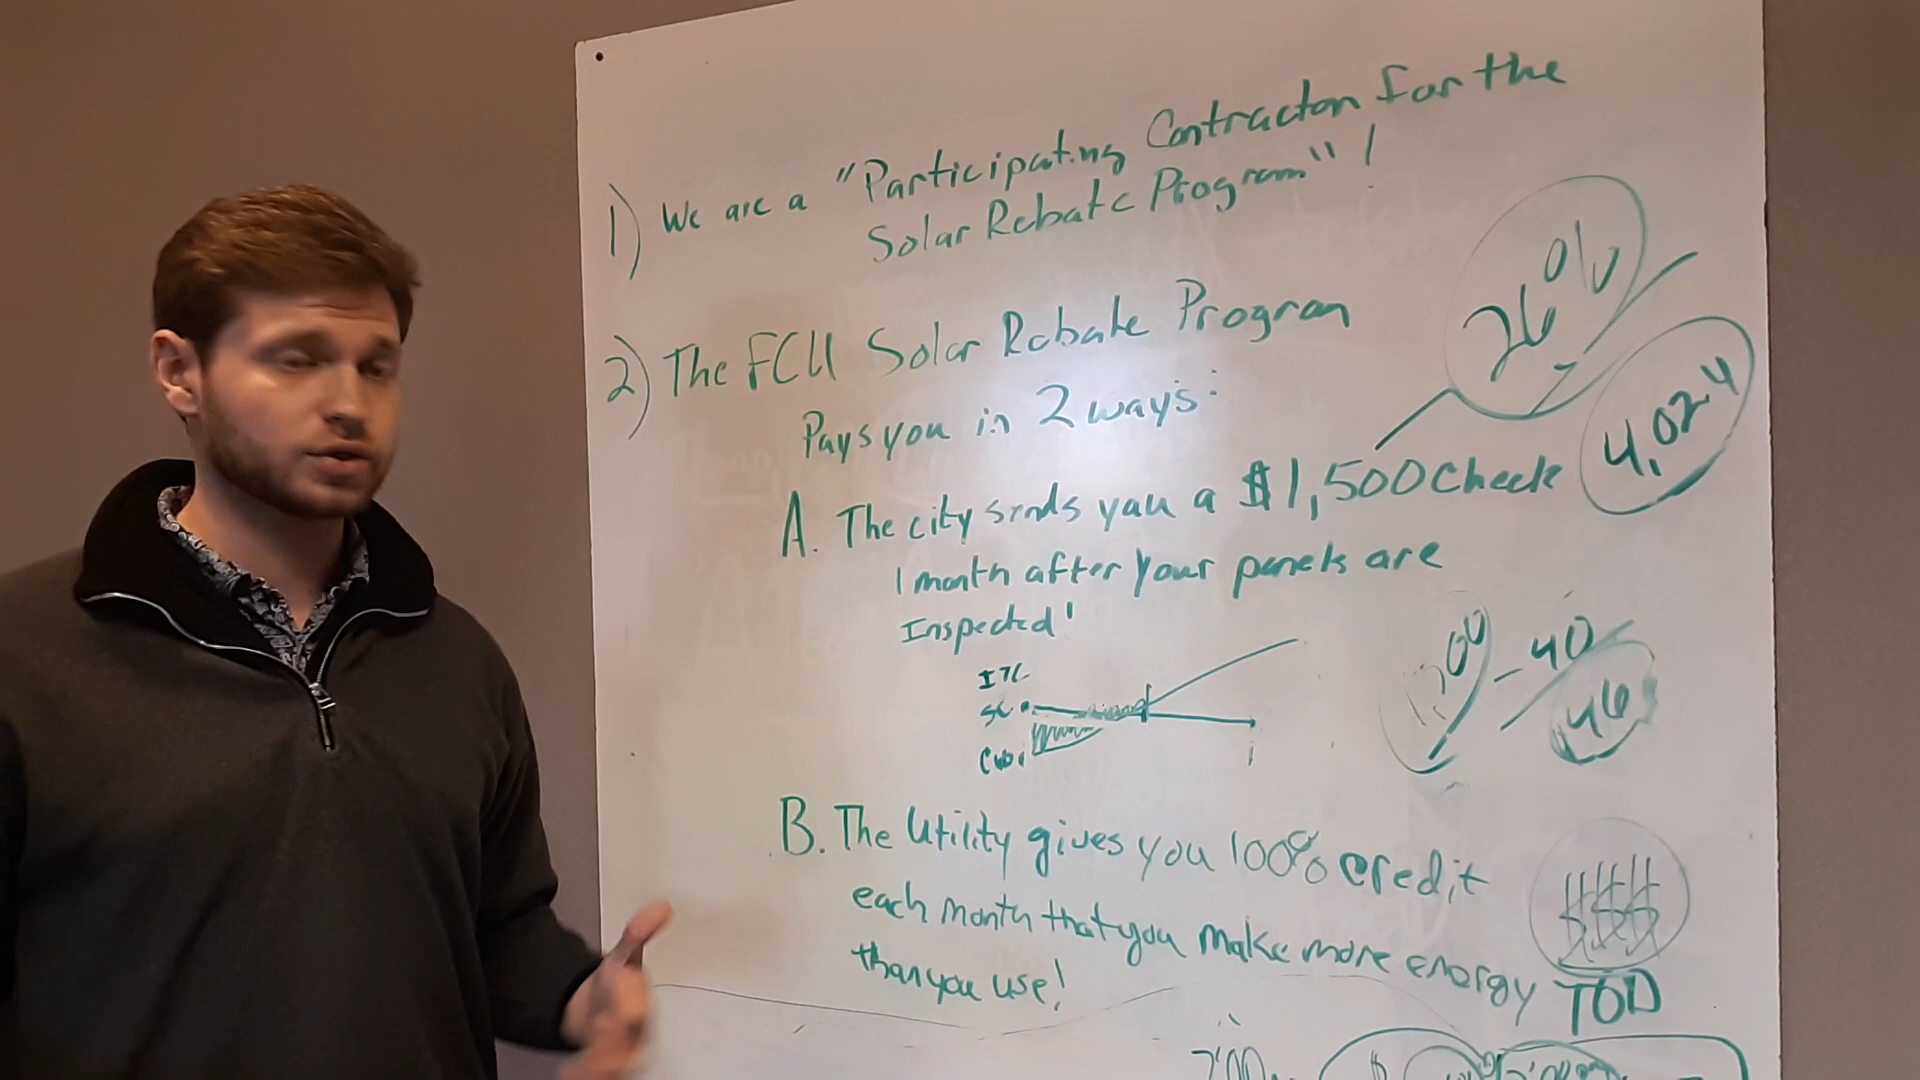 1) We are a "Participating Contractor for the
Solar Rebate Program"!
26%
2) The FCU Solar Rebate Program
Pays you in 2 ways:
4,024
A. The city sends you a $1,500 Check
1 month after your panels are
Inspected!
- 40
46
B. The Utility gives you 100% credit
each month that you make more energy
than you use!
$$$
TOD